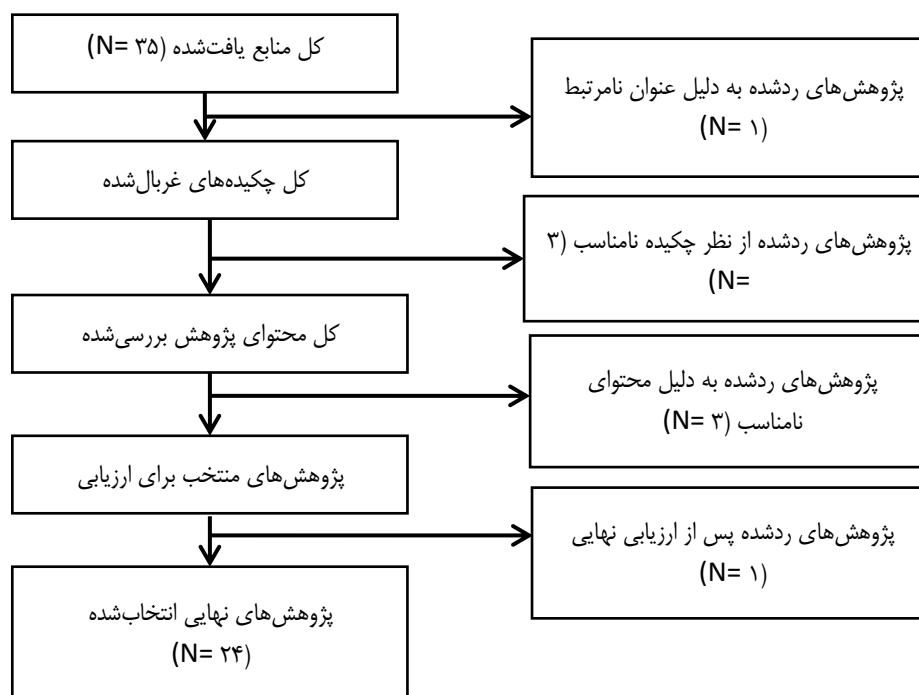 کل منابع یافت‌شده (N= ۳۵)
پژوهش‌های ردشده به دلیل عنوان نامرتبط
(N= ۱)
کل چکیده‌های غربال‌شده
پژوهش‌های ردشده از نظر چکیده نامناسب (۳
N=)
کل محتوای پژوهش بررسی‌شده
پژوهش‌های ردشده به دلیل محتوای
نامناسب (N= ۳)
پژوهش‌های منتخب برای ارزیابی
پژوهش‌های ردشده پس از ارزیابی نهایی
(N= ۱)
پژوهش‌های نهایی انتخاب‌شده
(N= ۲۴)